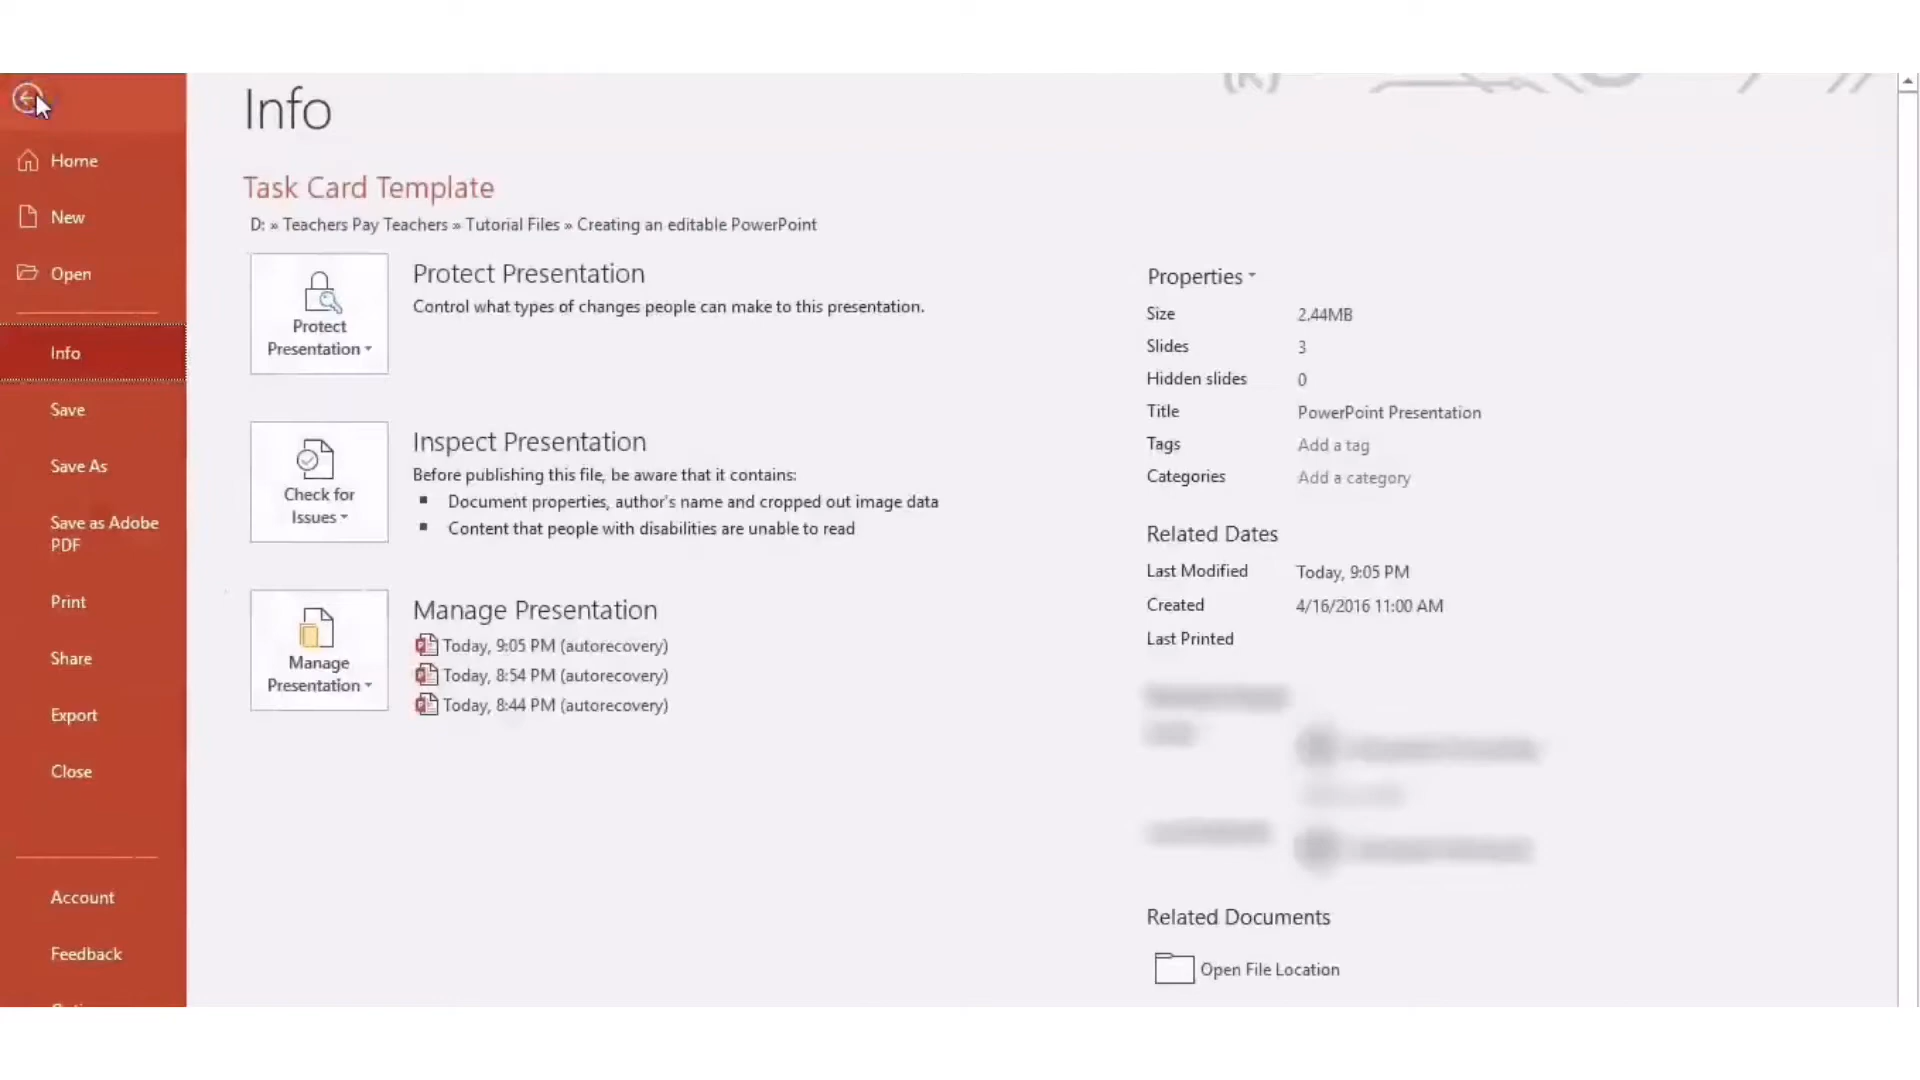 Info
Home
New
Open
Info
Save
Save As
Save as Adobe
PDF
Print
Share
Export
Close
Account
Feedback
Task Card Template
D: » Teachers Pay Teachers » Tutorial Files » Creating an editable PowerPoint
Protect
Presentation
Protect Presentation
Control what types of changes people can make to this presentation.
Check for
Issues
Inspect Presentation
Before publishing this file, be aware that it contains:
Document properties, author's name and cropped out image data
Content that people with disabilities are unable to read
Manage
Presentation
Manage Presentation
Today, 9:05 PM (autorecovery)
Today, 8:54 PM (autorecovery)
Today, 8:44 PM (autorecovery)
Properties
Size 2.44MB
Slides 3
Hidden slides 0
Title PowerPoint Presentation
Tags Add a tag
Categories Add a category
Related Dates
Last Modified Today, 9:05 PM
Created 4/16/2016 11:00 AM
Last Printed
Related Documents
Open File Location